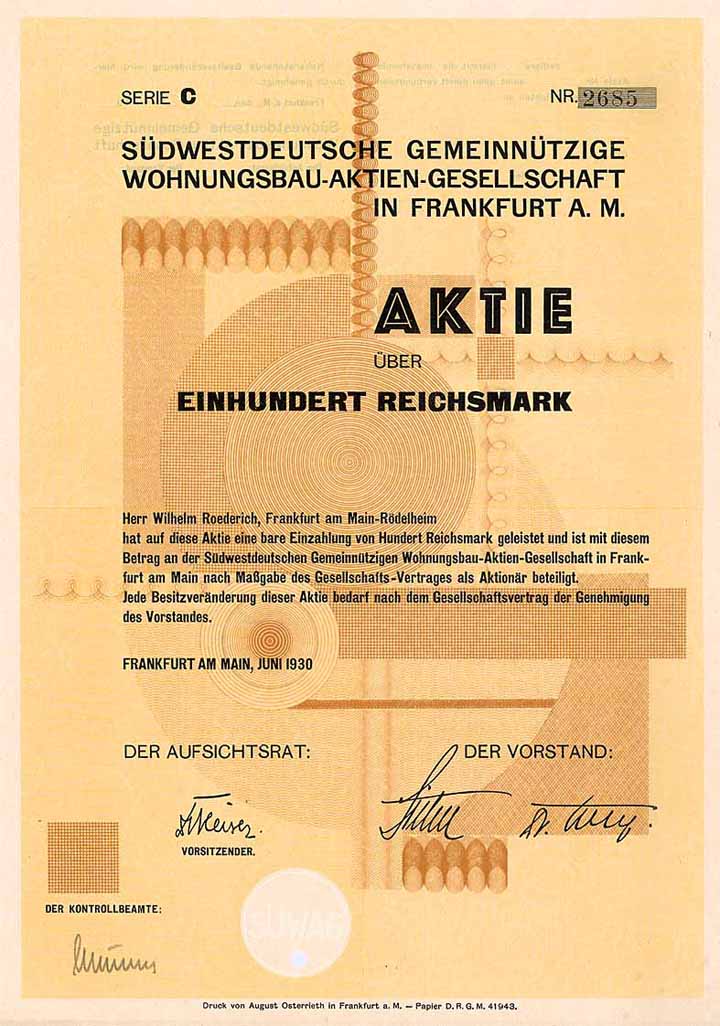 SERIE C
NR. 2685
SÜDWESTDEUTSCHE GEMEINNÜTZIGE
WOHNUNGSBAU-AKTIEN-GESELLSCHAFT
IN FRANKFURT A. M.
AKTIE
ÜBER
EINHUNDERT REICHSMARK
Herr Wilhelm Roederich, Frankfurt am Main-Rödelheim
hat auf diese Aktie eine bare Einzahlung von Hundert Reichsmark geleistet und ist mit diesem
Betrag an der Südwestdeutschen Gemeinnützigen Wohnungsbau-Aktien-Gesellschaft in Frank-
furt am Main nach Maßgabe des Gesellschafts-Vertrages als Aktionär beteiligt.
Jede Besitzveränderung dieser Aktie bedarf nach dem Gesellschaftsvertrag der Genehmigung
des Vorstandes.
FRANKFURT AM MAIN, JUNI 1930
DER AUFSICHTSRAT:
DER VORSTAND:
VORSITZENDER.
DER KONTROLLBEAMTE:
SÜWAG
Druck von August Osterrieth in Frankfurt a. M. — Papier D. R. G. M. 41943.